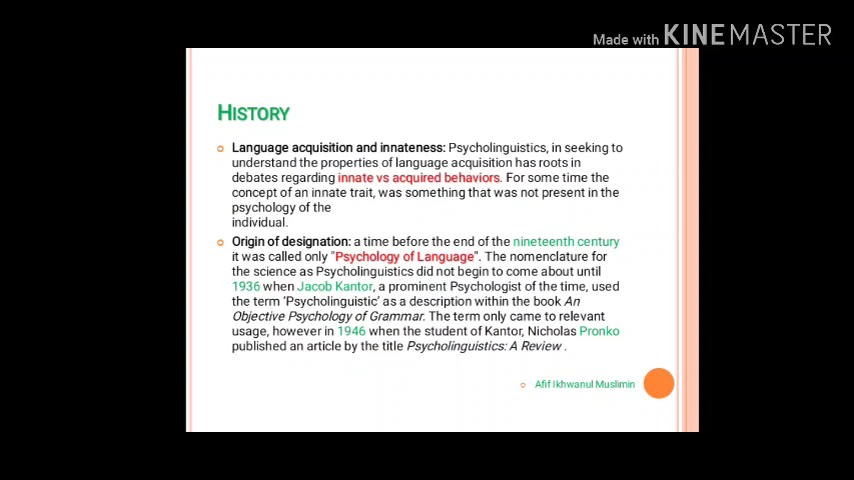 Made with KINEMASTER
HISTORY
Language acquisition and innateness: Psycholinguistics, in seeking to
understand the properties of language acquisition has roots in
debates regarding innate vs acquired behaviors. For some time the
concept of an innate trait, was something that was not present in the
psychology of the
individual.
Origin of designation: a time before the end of the nineteenth century
it was called only "Psychology of Language". The nomenclature for
the science as Psycholinguistics did not begin to come about until
1936 when Jacob Kantor, a prominent Psychologist of the time, used
the term ‘Psycholinguistic’ as a description within the book An
Objective Psychology of Grammar. The term only came to relevant
usage, however in 1946 when the student of Kantor, Nicholas Pronko
published an article by the title Psycholinguistics: A Review .
Afif Ikhwanul Muslimin